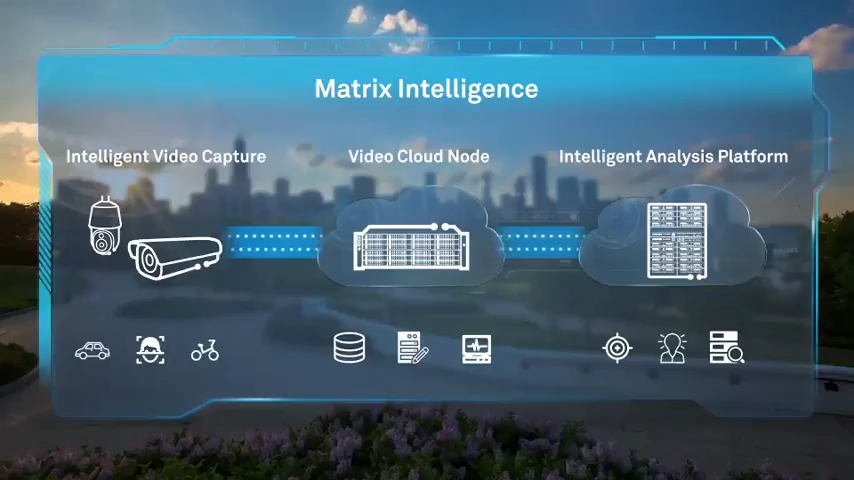 Matrix Intelligence
Intelligent Video Capture
Video Cloud Node
Intelligent Analysis Platform